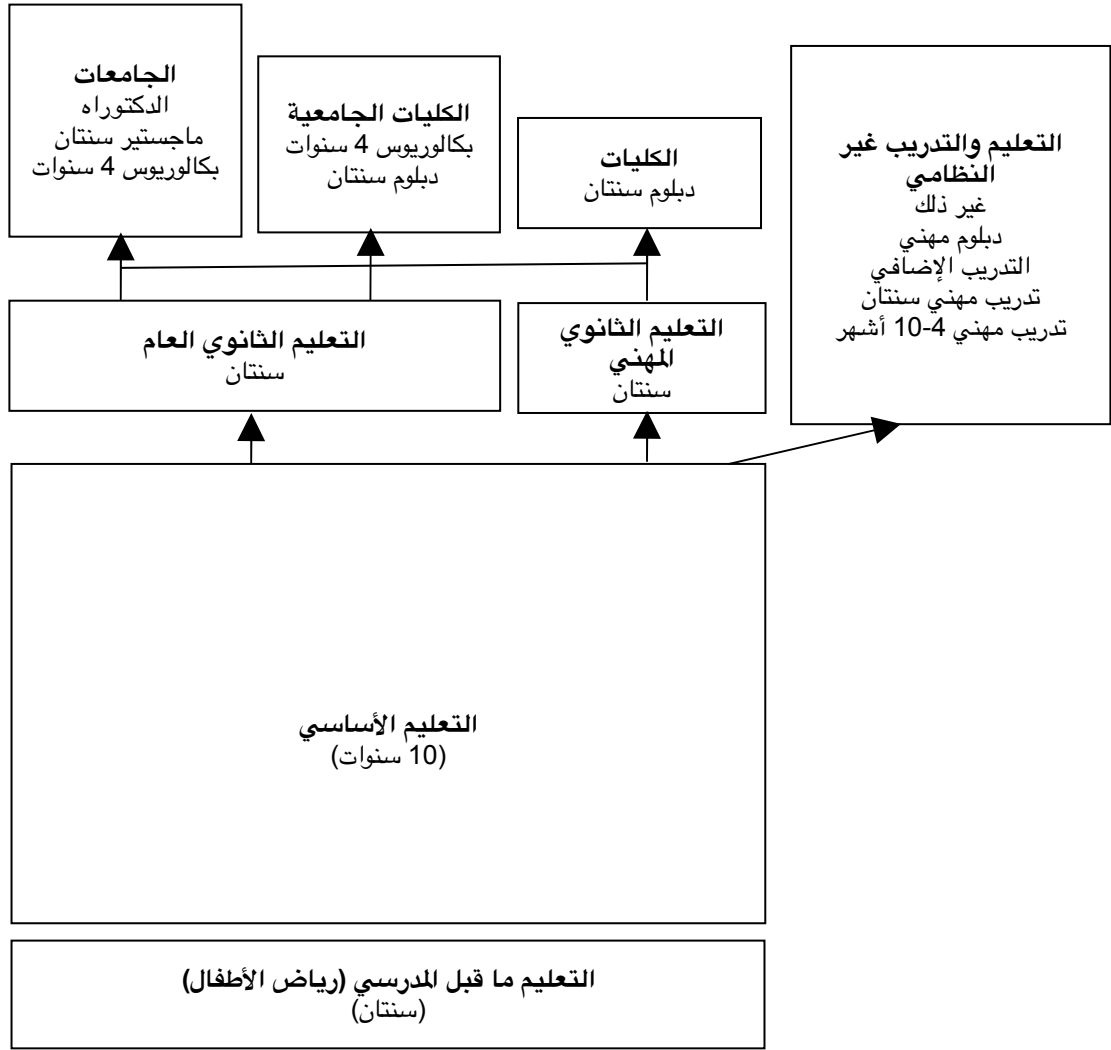 الجامعات
الدكتوراه
ماجستير سنتان
بكالوريوس 4 سنوات
الكليات الجامعية
بكالوريوس 4 سنوات
دبلوم سنتان
الكليات
دبلوم سنتان
التعليم والتدريب غير
النظامي
غير ذلك
دبلوم مهني
التدريب الإضافي
تدريب مهني سنتان
تدريب مهني 4-10 أشهر
التعليم الثانوي العام
سنتان
التعليم الثانوي
المهني
سنتان
التعليم الأساسي
(10 سنوات)
التعليم ما قبل المدرسي (رياض الأطفال)
(سنتان)